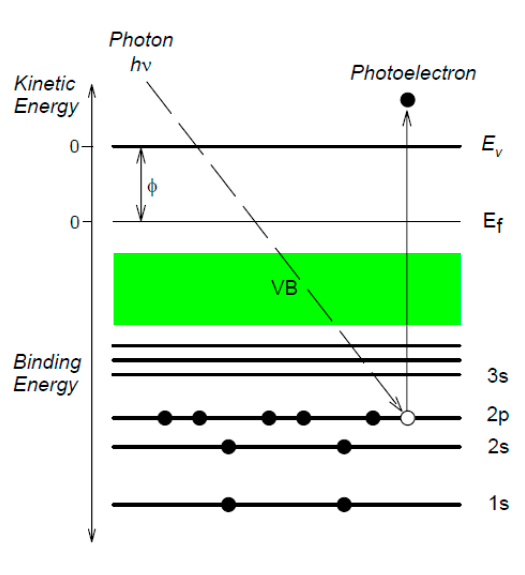 Photon
hν
Kinetic
Energy
Photoelectron
0
E_v
ϕ
0
E_f
VB
Binding
Energy
3s
2p
2s
1s